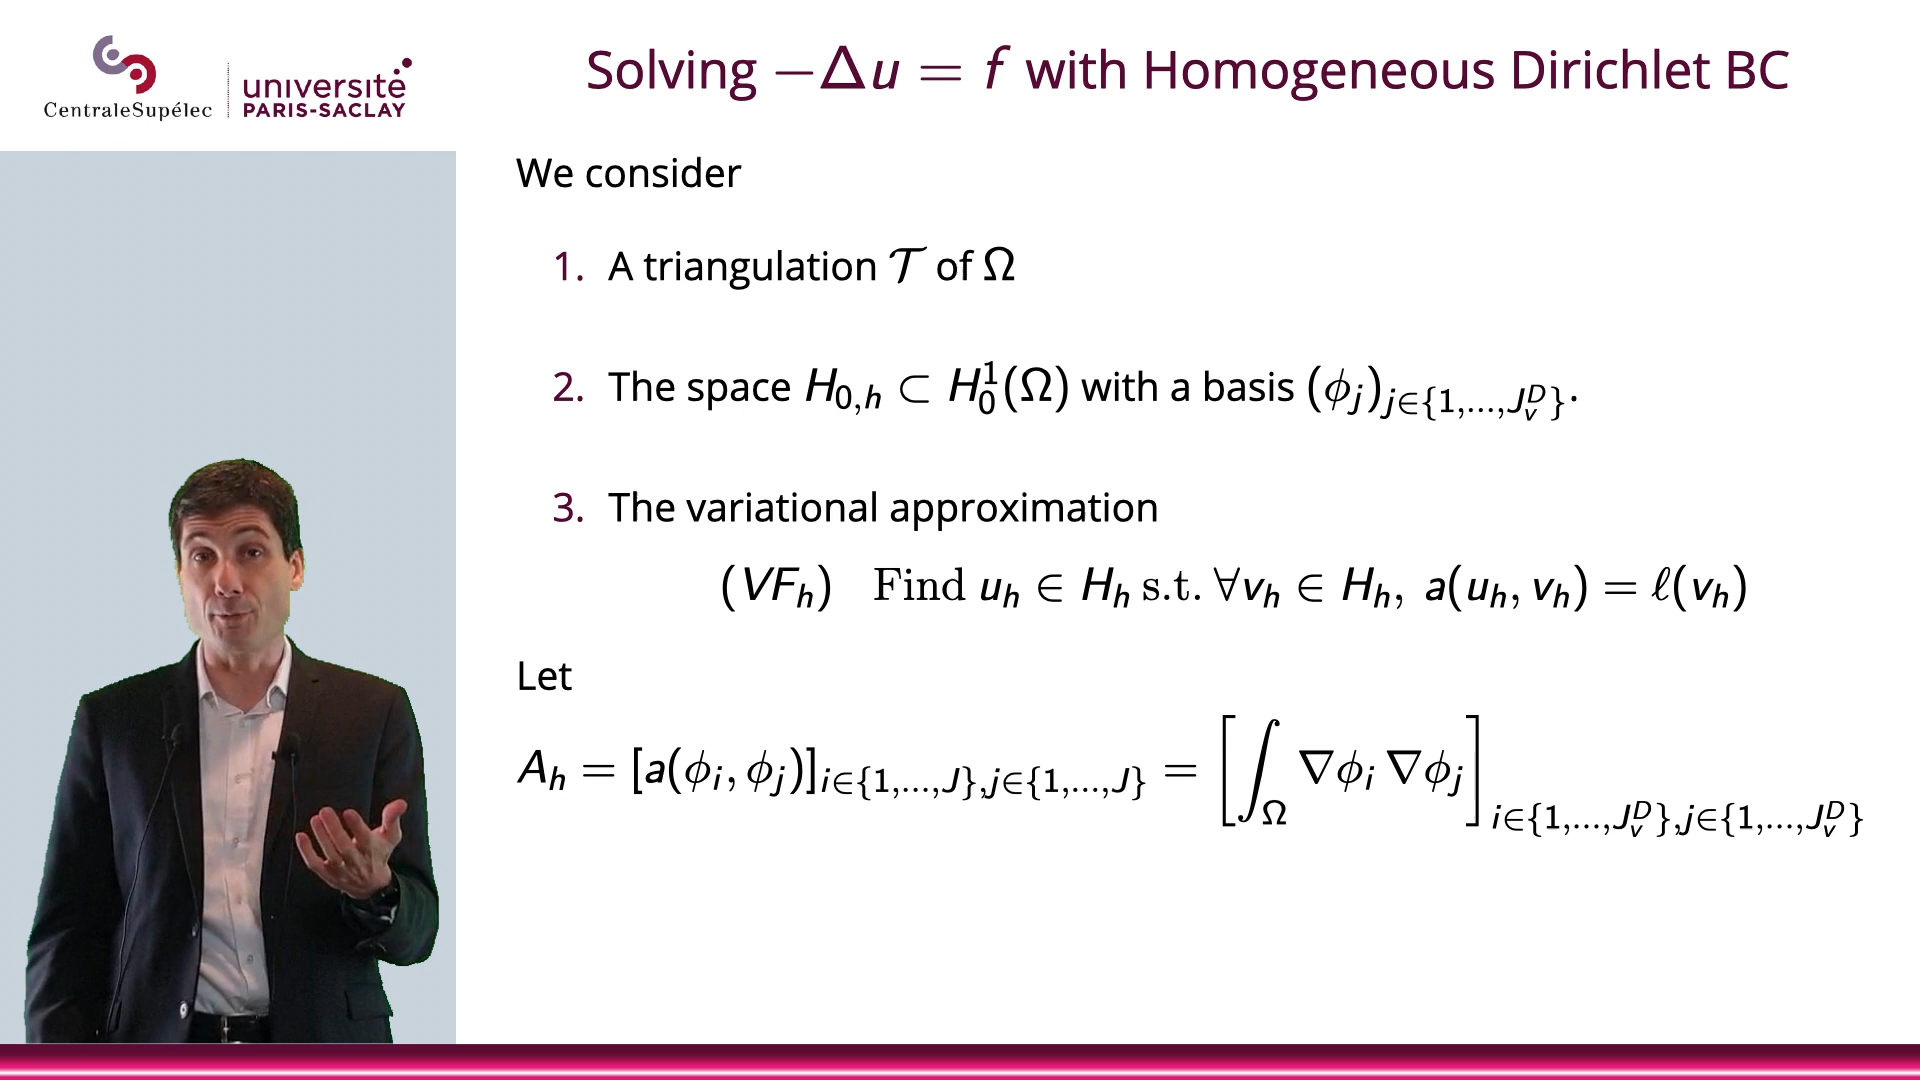 CentraleSupélec
université
PARIS-SACLAY
Solving −Δu = f with Homogeneous Dirichlet BC
We consider
1. A triangulation 𝒯 of Ω
2. The space H_{0,h} ⊂ H^1_0(Ω) with a basis (ϕ_j)_{j∈{1,...,J_v^D}}.
3. The variational approximation
(VF_h) Find u_h ∈ H_h s.t. ∀v_h ∈ H_h, a(u_h, v_h) = ℓ(v_h)
Let
A_h = [a(ϕ_i, ϕ_j)]_{i∈{1,...,J},j∈{1,...,J}} = [∫_Ω ∇ϕ_i ∇ϕ_j]_{i∈{1,...,J_v^D},j∈{1,...,J_v^D}}